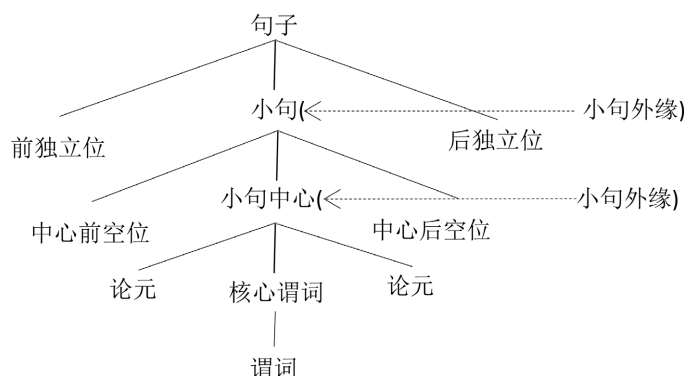 句子
小句( 小句外缘)
前独立位 后独立位
小句中心( 小句外缘)
中心前空位 中心后空位
论元 核心谓词 论元
谓词